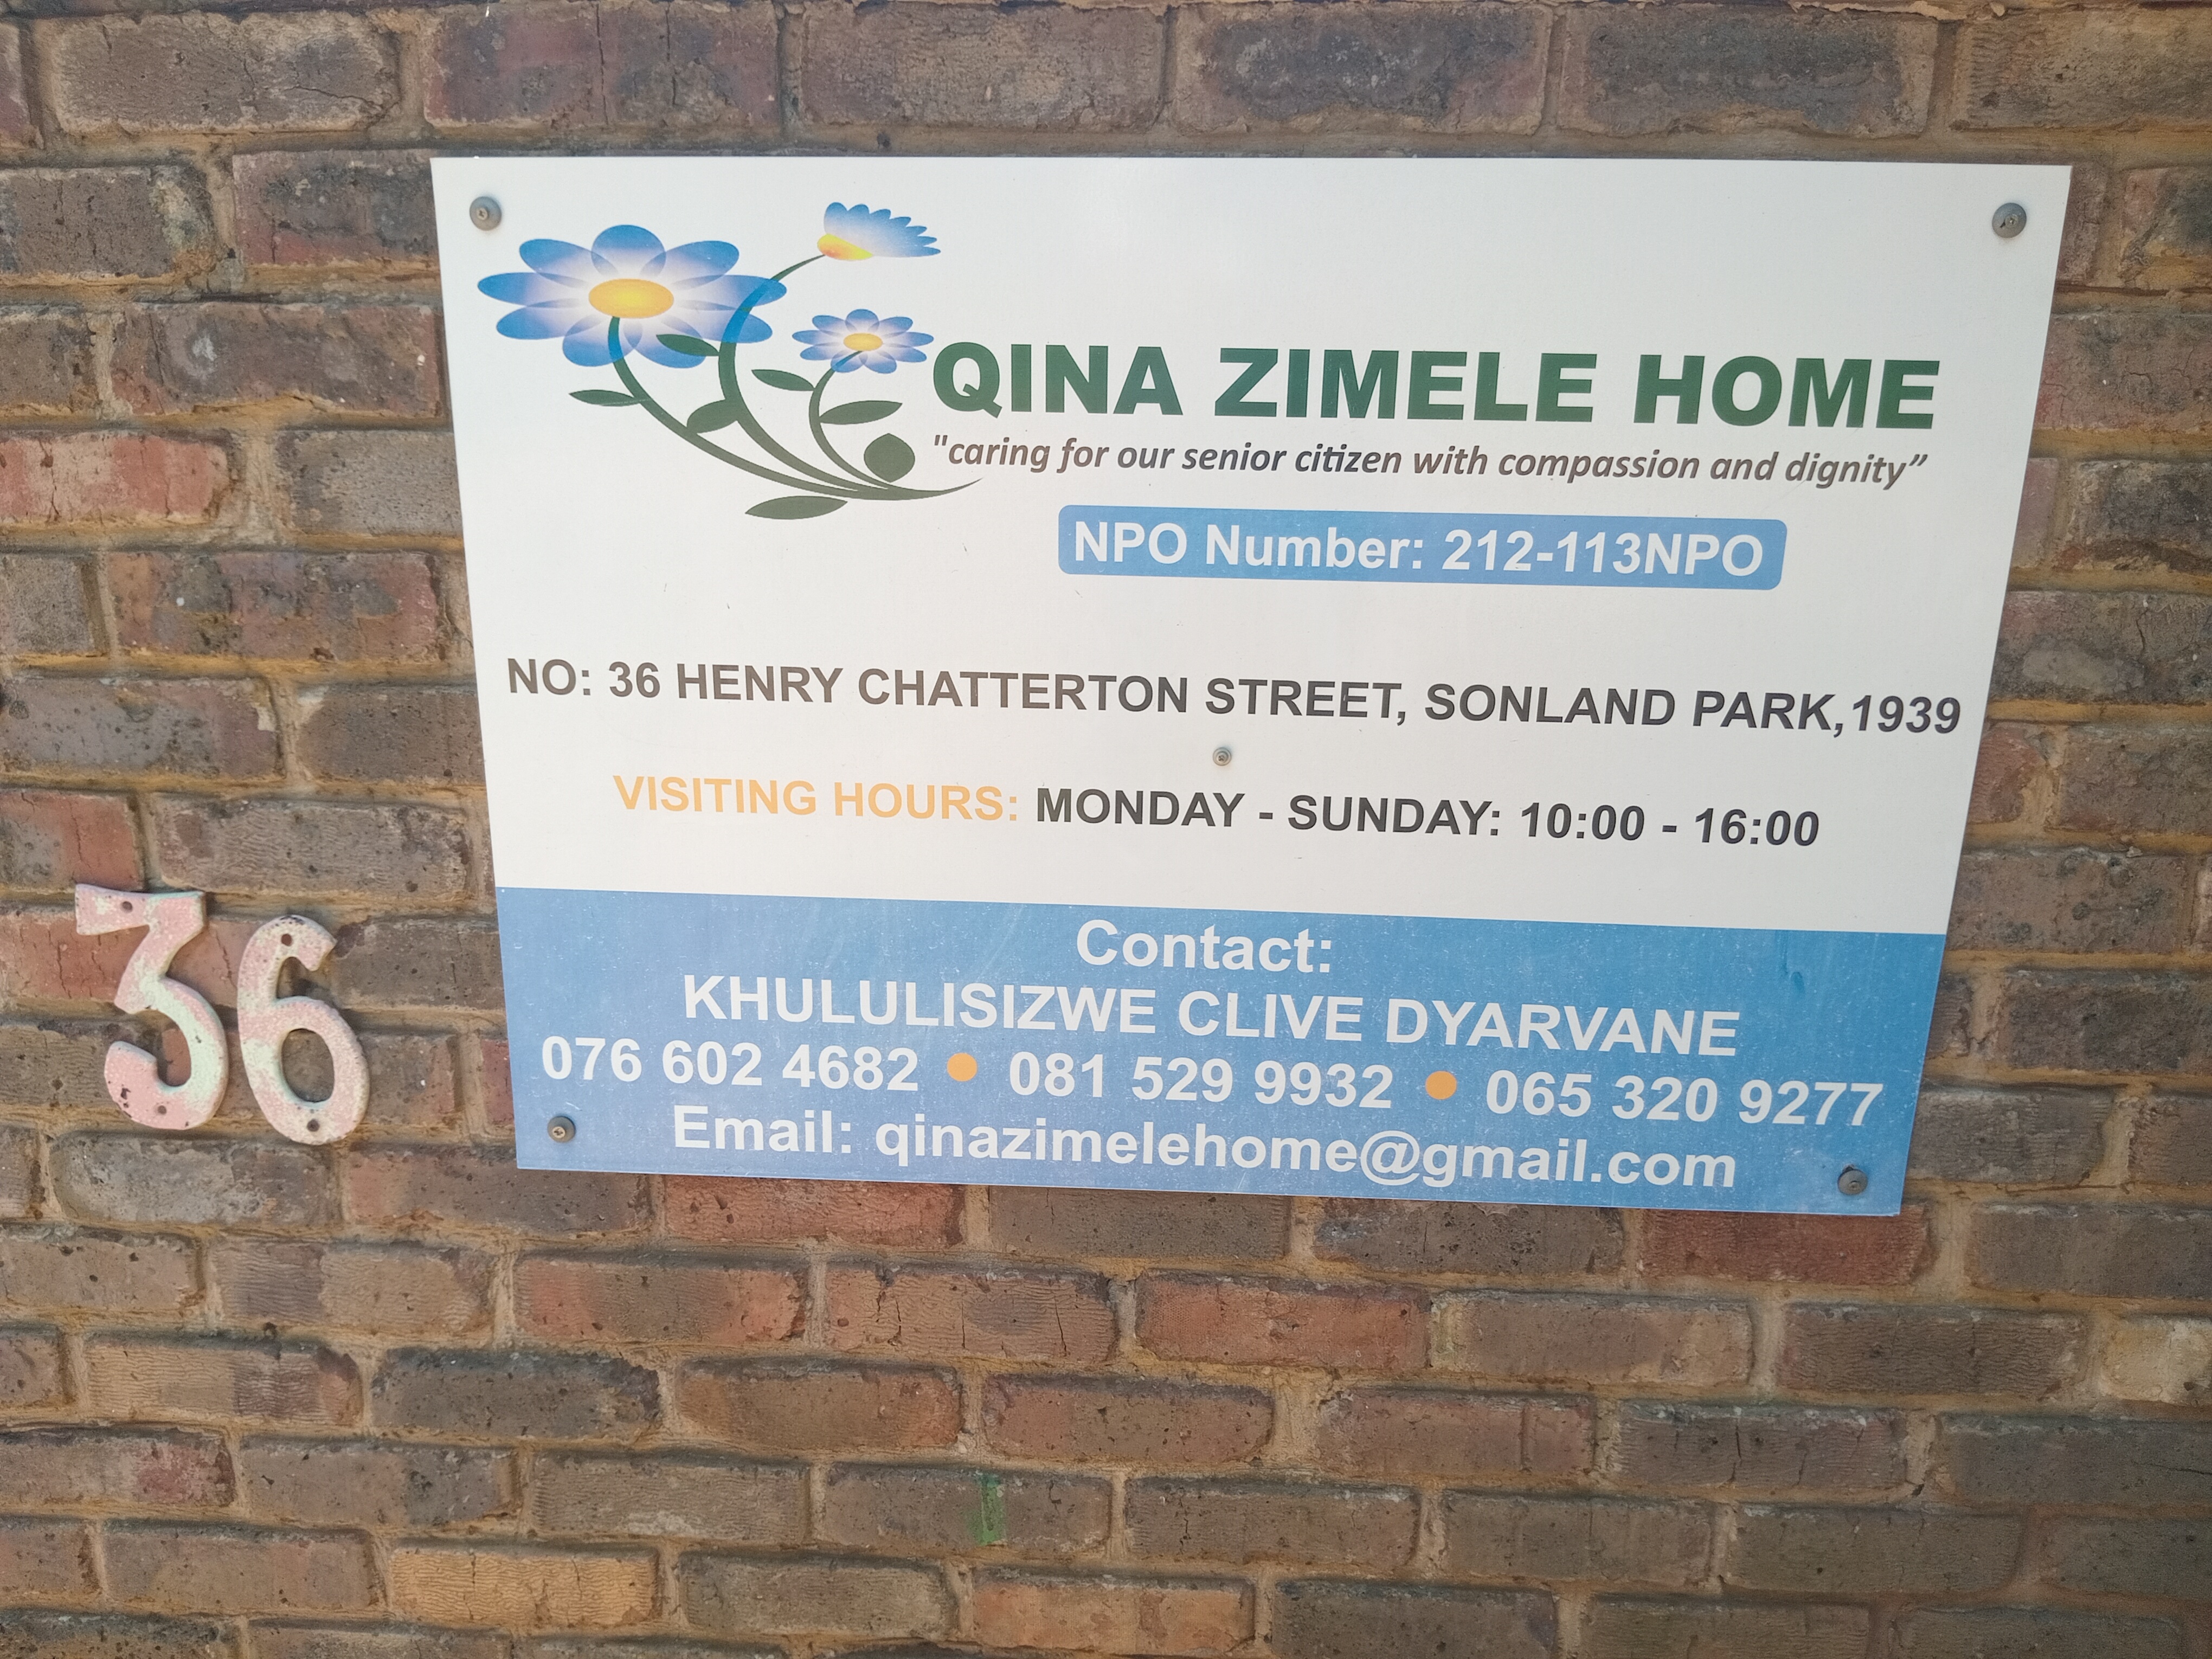 QINA ZIMELE HOME
"caring for our senior citizen with compassion and dignity”
NPO Number: 212-113NPO
NO: 36 HENRY CHATTERTON STREET, SONLAND PARK,1939
VISITING HOURS: MONDAY - SUNDAY: 10:00 - 16:00
36
Contact:
KHULULISIZWE CLIVE DYARVANE
076 602 4682 • 081 529 9932 • 065 320 9277
Email: qinazimelehome@gmail.com